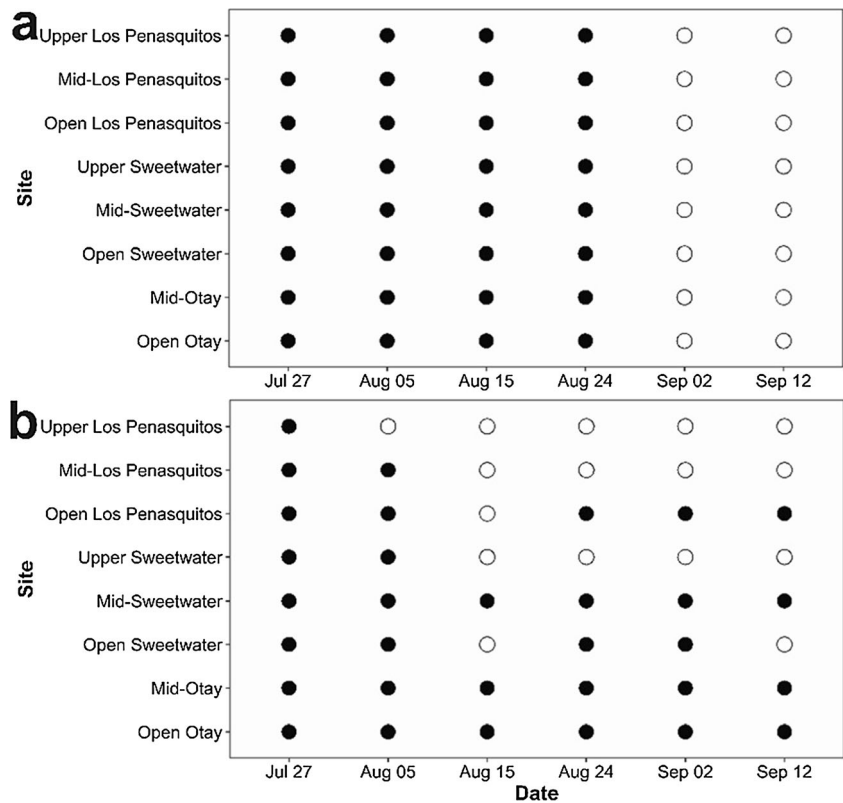 a
Upper Los Penasquitos
Mid-Los Penasquitos
Open Los Penasquitos
Upper Sweetwater
Mid-Sweetwater
Open Sweetwater
Mid-Otay
Open Otay
Site
Jul 27 Aug 05 Aug 15 Aug 24 Sep 02 Sep 12
b
Upper Los Penasquitos
Mid-Los Penasquitos
Open Los Penasquitos
Upper Sweetwater
Mid-Sweetwater
Open Sweetwater
Mid-Otay
Open Otay
Site
Jul 27 Aug 05 Aug 15 Aug 24 Sep 02 Sep 12
Date